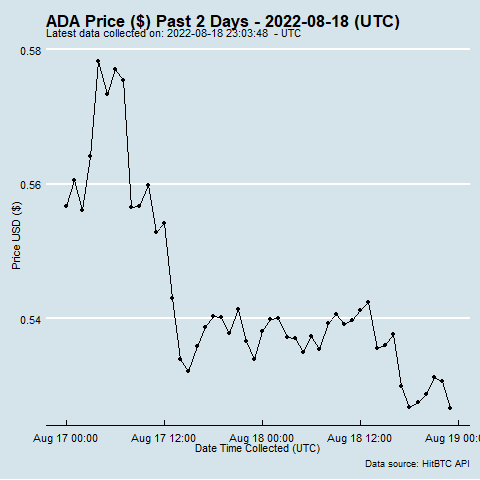 ADA Price ($) Past 2 Days - 2022-08-18 (UTC)
Latest data collected on: 2022-08-18 23:03:48 - UTC
0.58
0.56
Price USD ($)
0.54
Aug 17 00:00 Aug 17 12:00 Aug 18 00:00 Aug 18 12:00 Aug 19 00:0
Date Time Collected (UTC)
Data source: HitBTC API